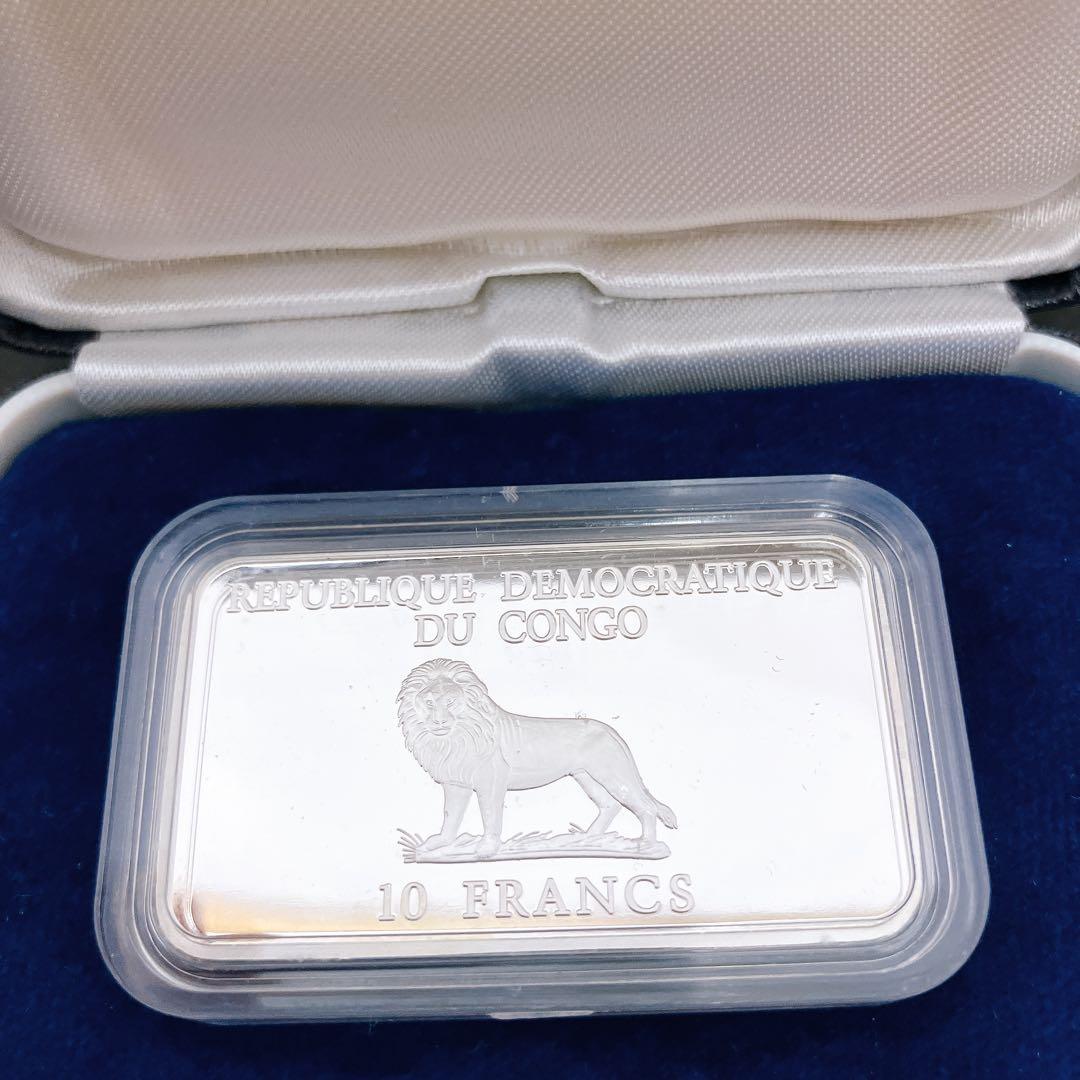 REPUBLIQUE DEMOCRATIQUE
DU CONGO
10 FRANCS